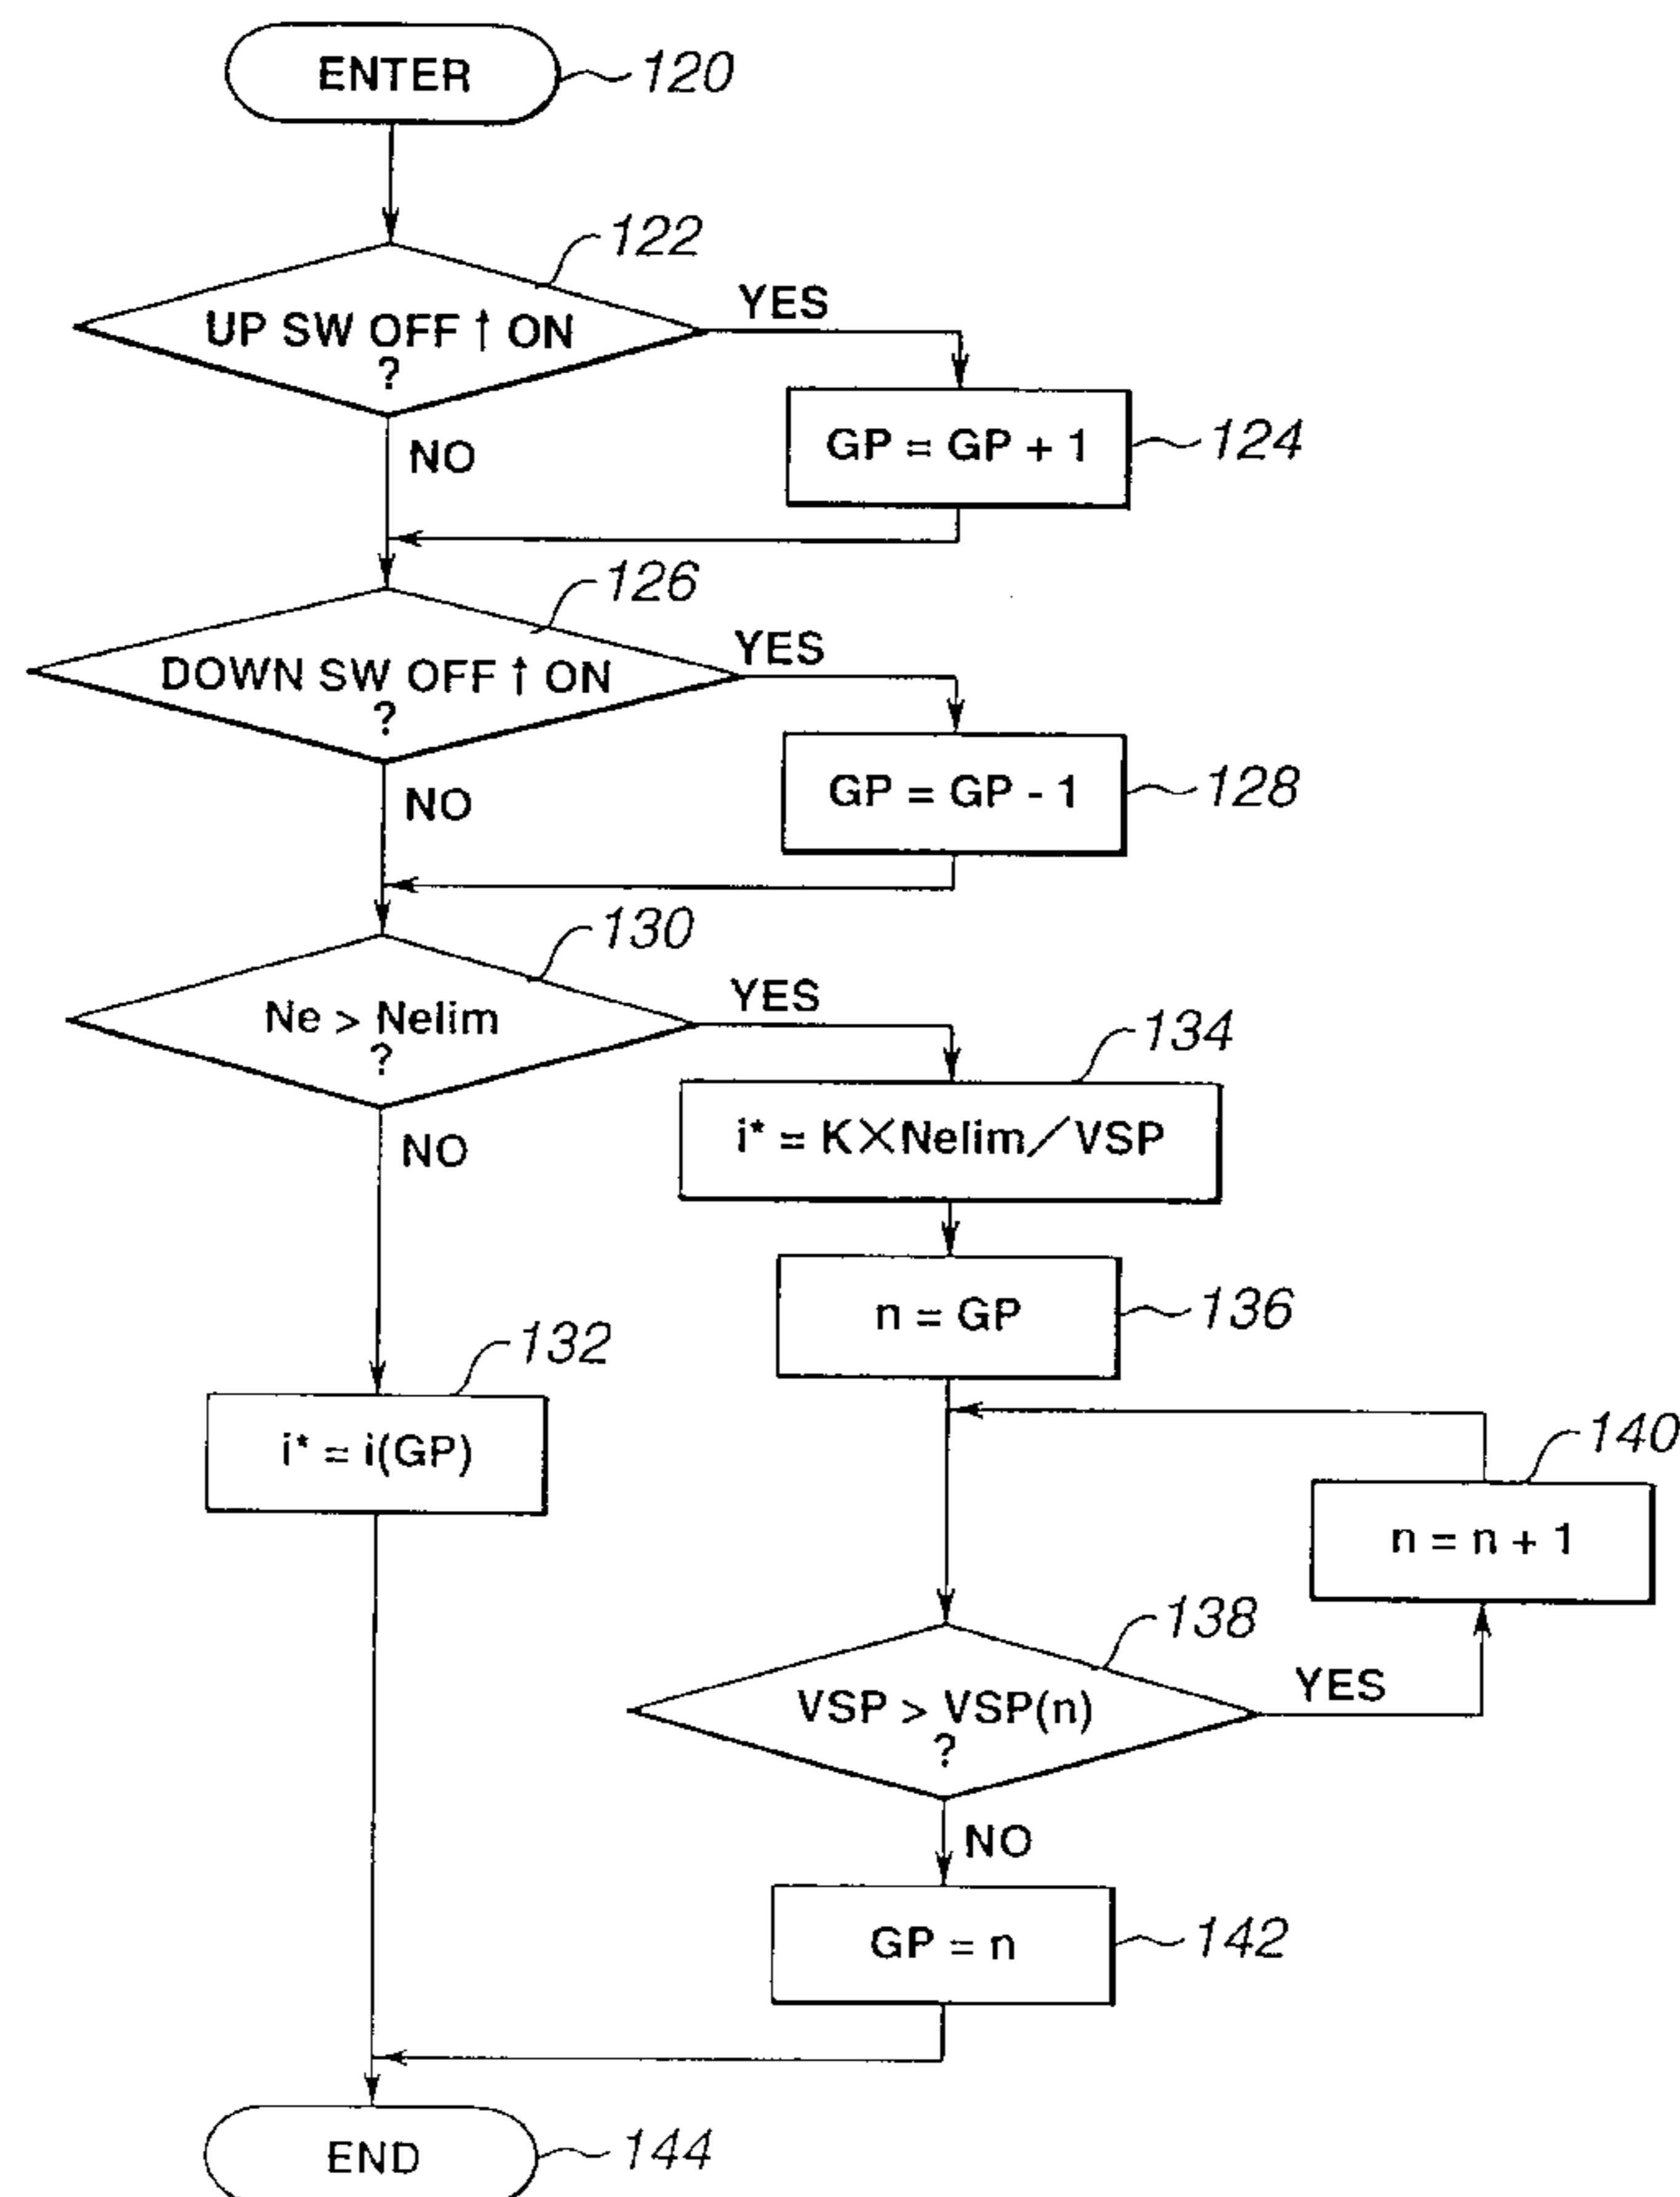 ENTER
120
122
UP SW OFF ↑ ON
?
YES
NO
GP = GP + 1
124
126
DOWN SW OFF ↑ ON
?
YES
NO
GP = GP - 1
128
130
Ne > Nelim
?
YES
NO
134
i* = K×Nelim/VSP
n = GP
136
132
i* = i(GP)
140
n = n + 1
138
VSP > VSP(n)
?
YES
NO
GP = n
142
END
144